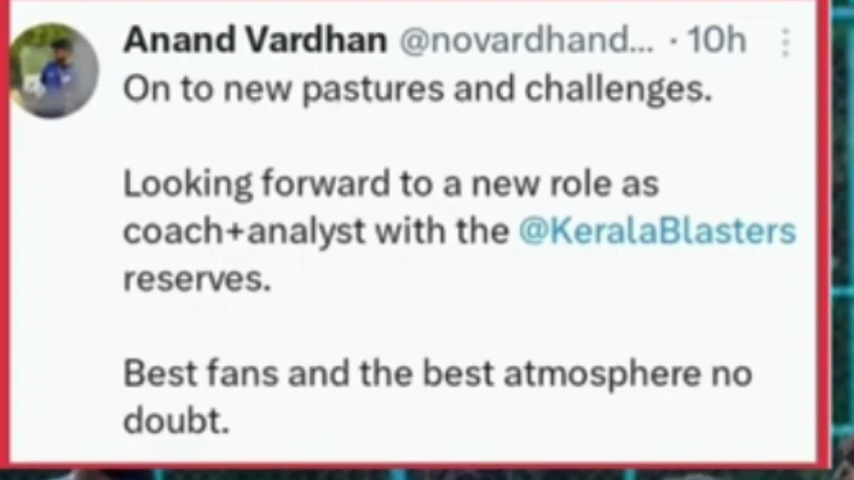 Anand Vardhan @novardhand... · 10h
On to new pastures and challenges.
Looking forward to a new role as
coach+analyst with the @KeralaBlasters
reserves.
Best fans and the best atmosphere no
doubt.